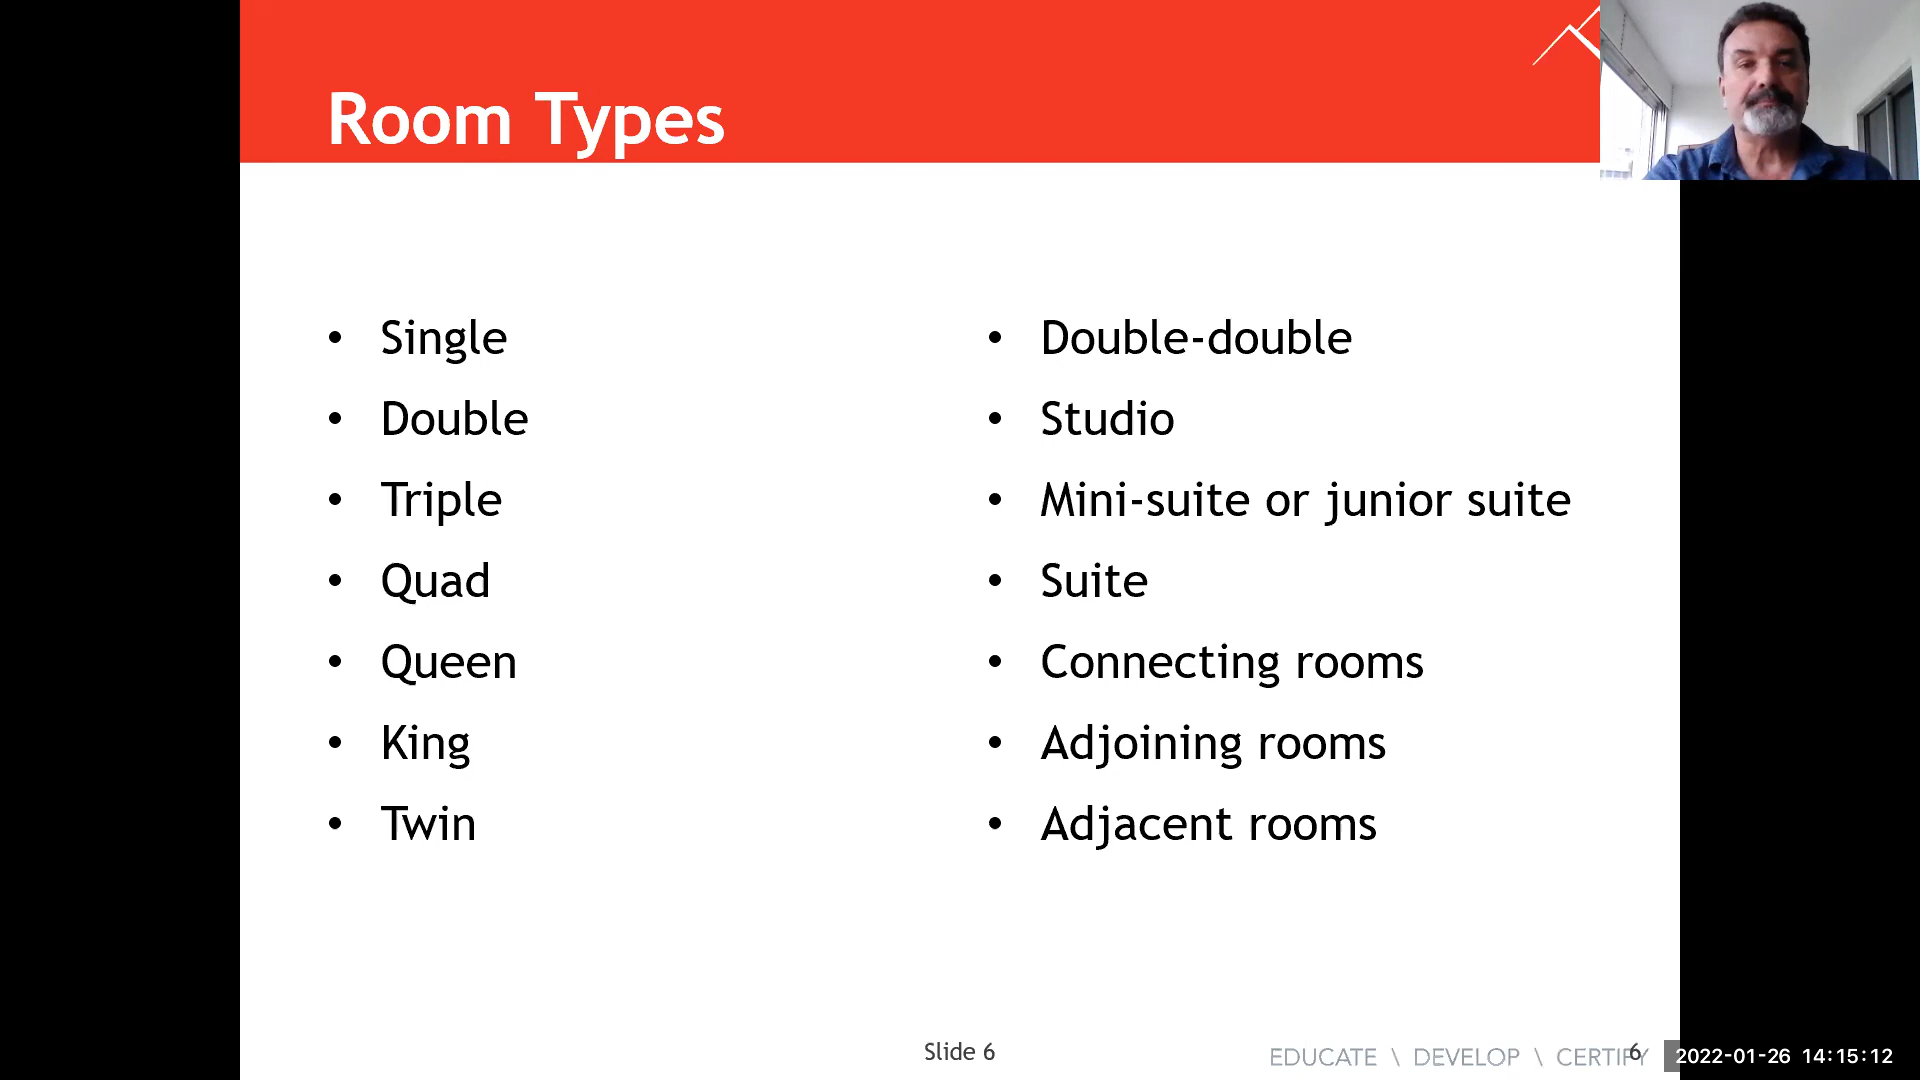 Room Types
• Single
• Double
• Triple
• Quad
• Queen
• King
• Twin
• Double-double
• Studio
• Mini-suite or junior suite
• Suite
• Connecting rooms
• Adjoining rooms
• Adjacent rooms
Slide 6
EDUCATE \ DEVELOP \ CERTIFY
6
2022-01-26 14:15:12